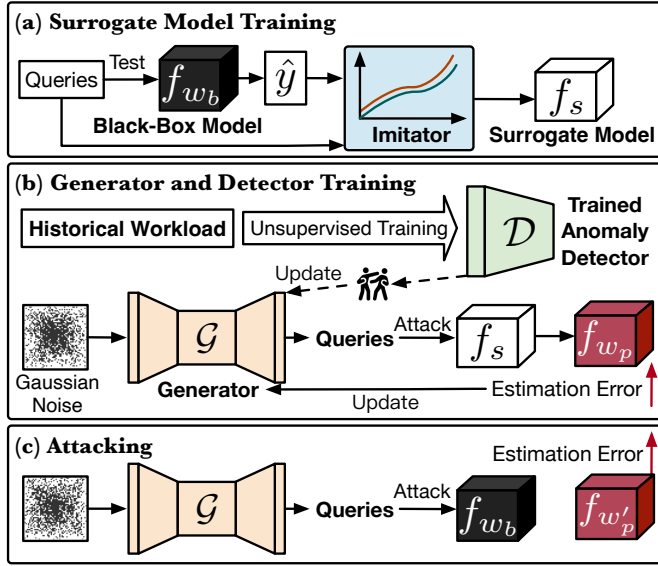 (a) Surrogate Model Training
Queries
Test
f_{w_b}
ŷ
Black-Box Model
Imitator
f_s
Surrogate Model
(b) Generator and Detector Training
Historical Workload
Unsupervised Training
D
Trained
Anomaly
Detector
Update
G
Queries
Attack
f_s
f_{w_p}
Gaussian
Noise
Generator
Update
Estimation Error
(c) Attacking
Estimation Error
G
Queries
Attack
f_{w_b}
f_{w'_p}